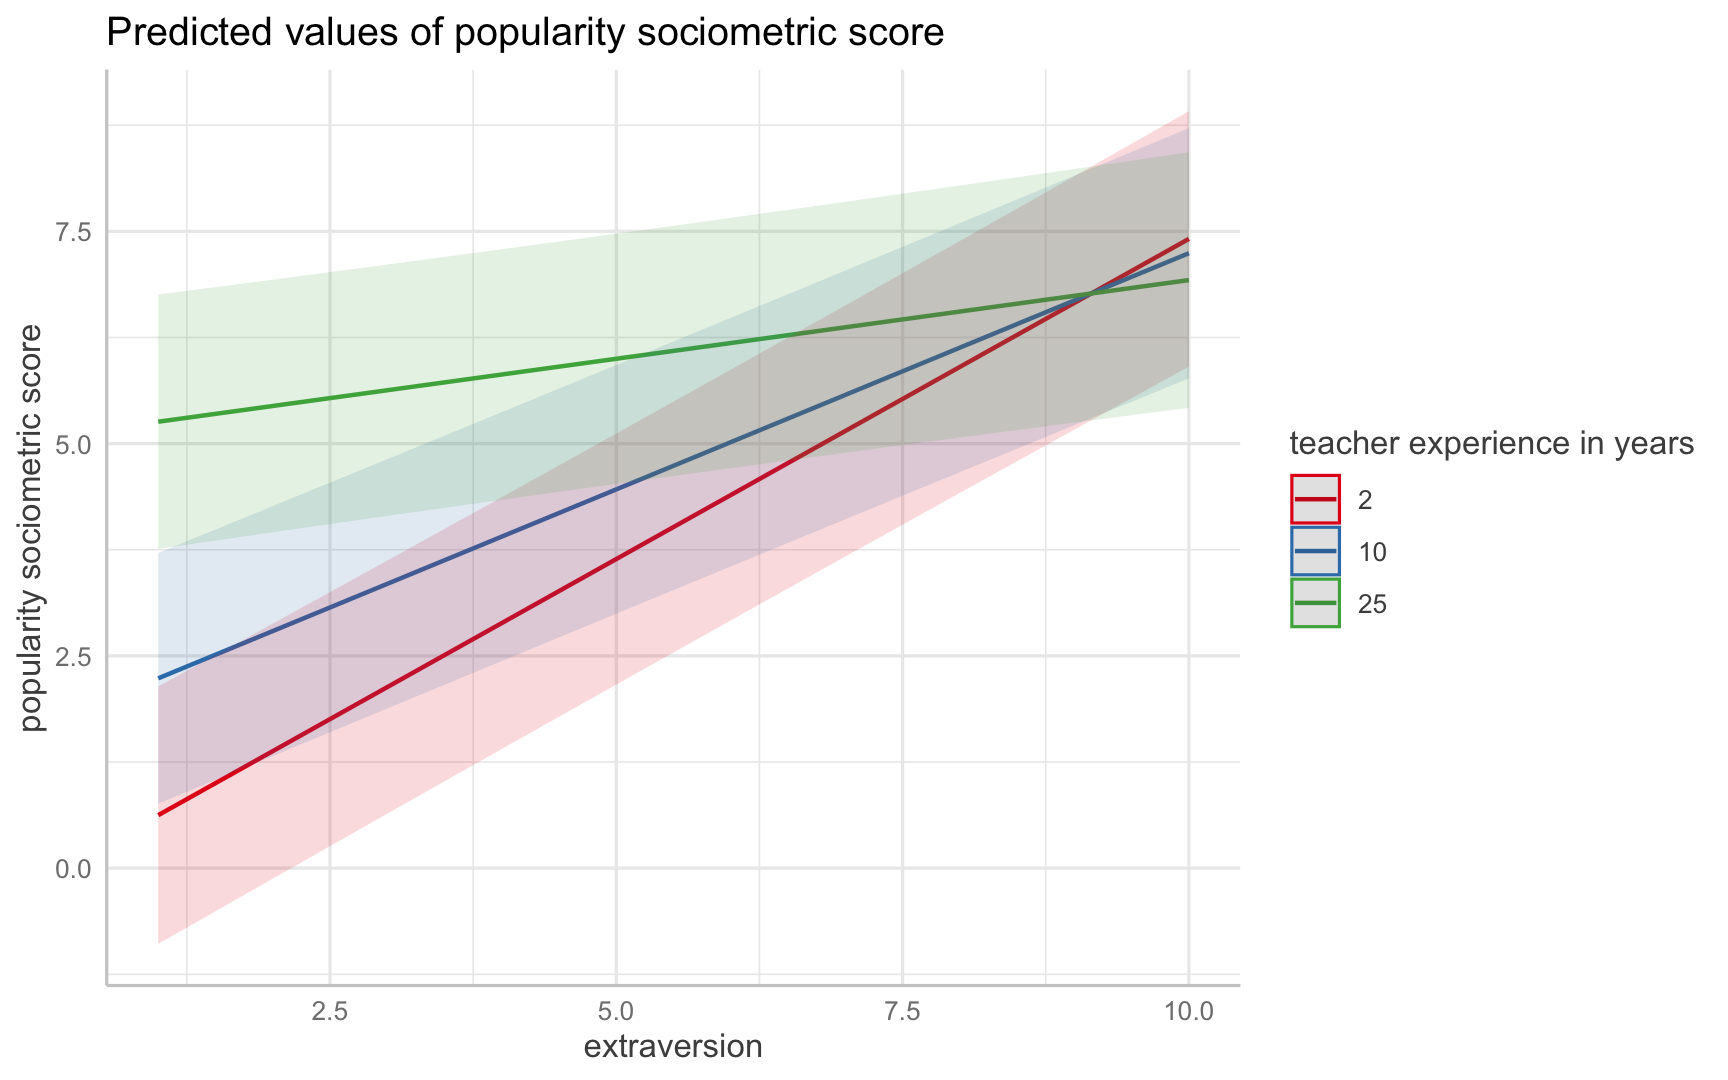 Predicted values of popularity sociometric score
popularity sociometric score
7.5
5.0
2.5
0.0
2.5
5.0
7.5
10.0
extraversion
teacher experience in years
2
10
25